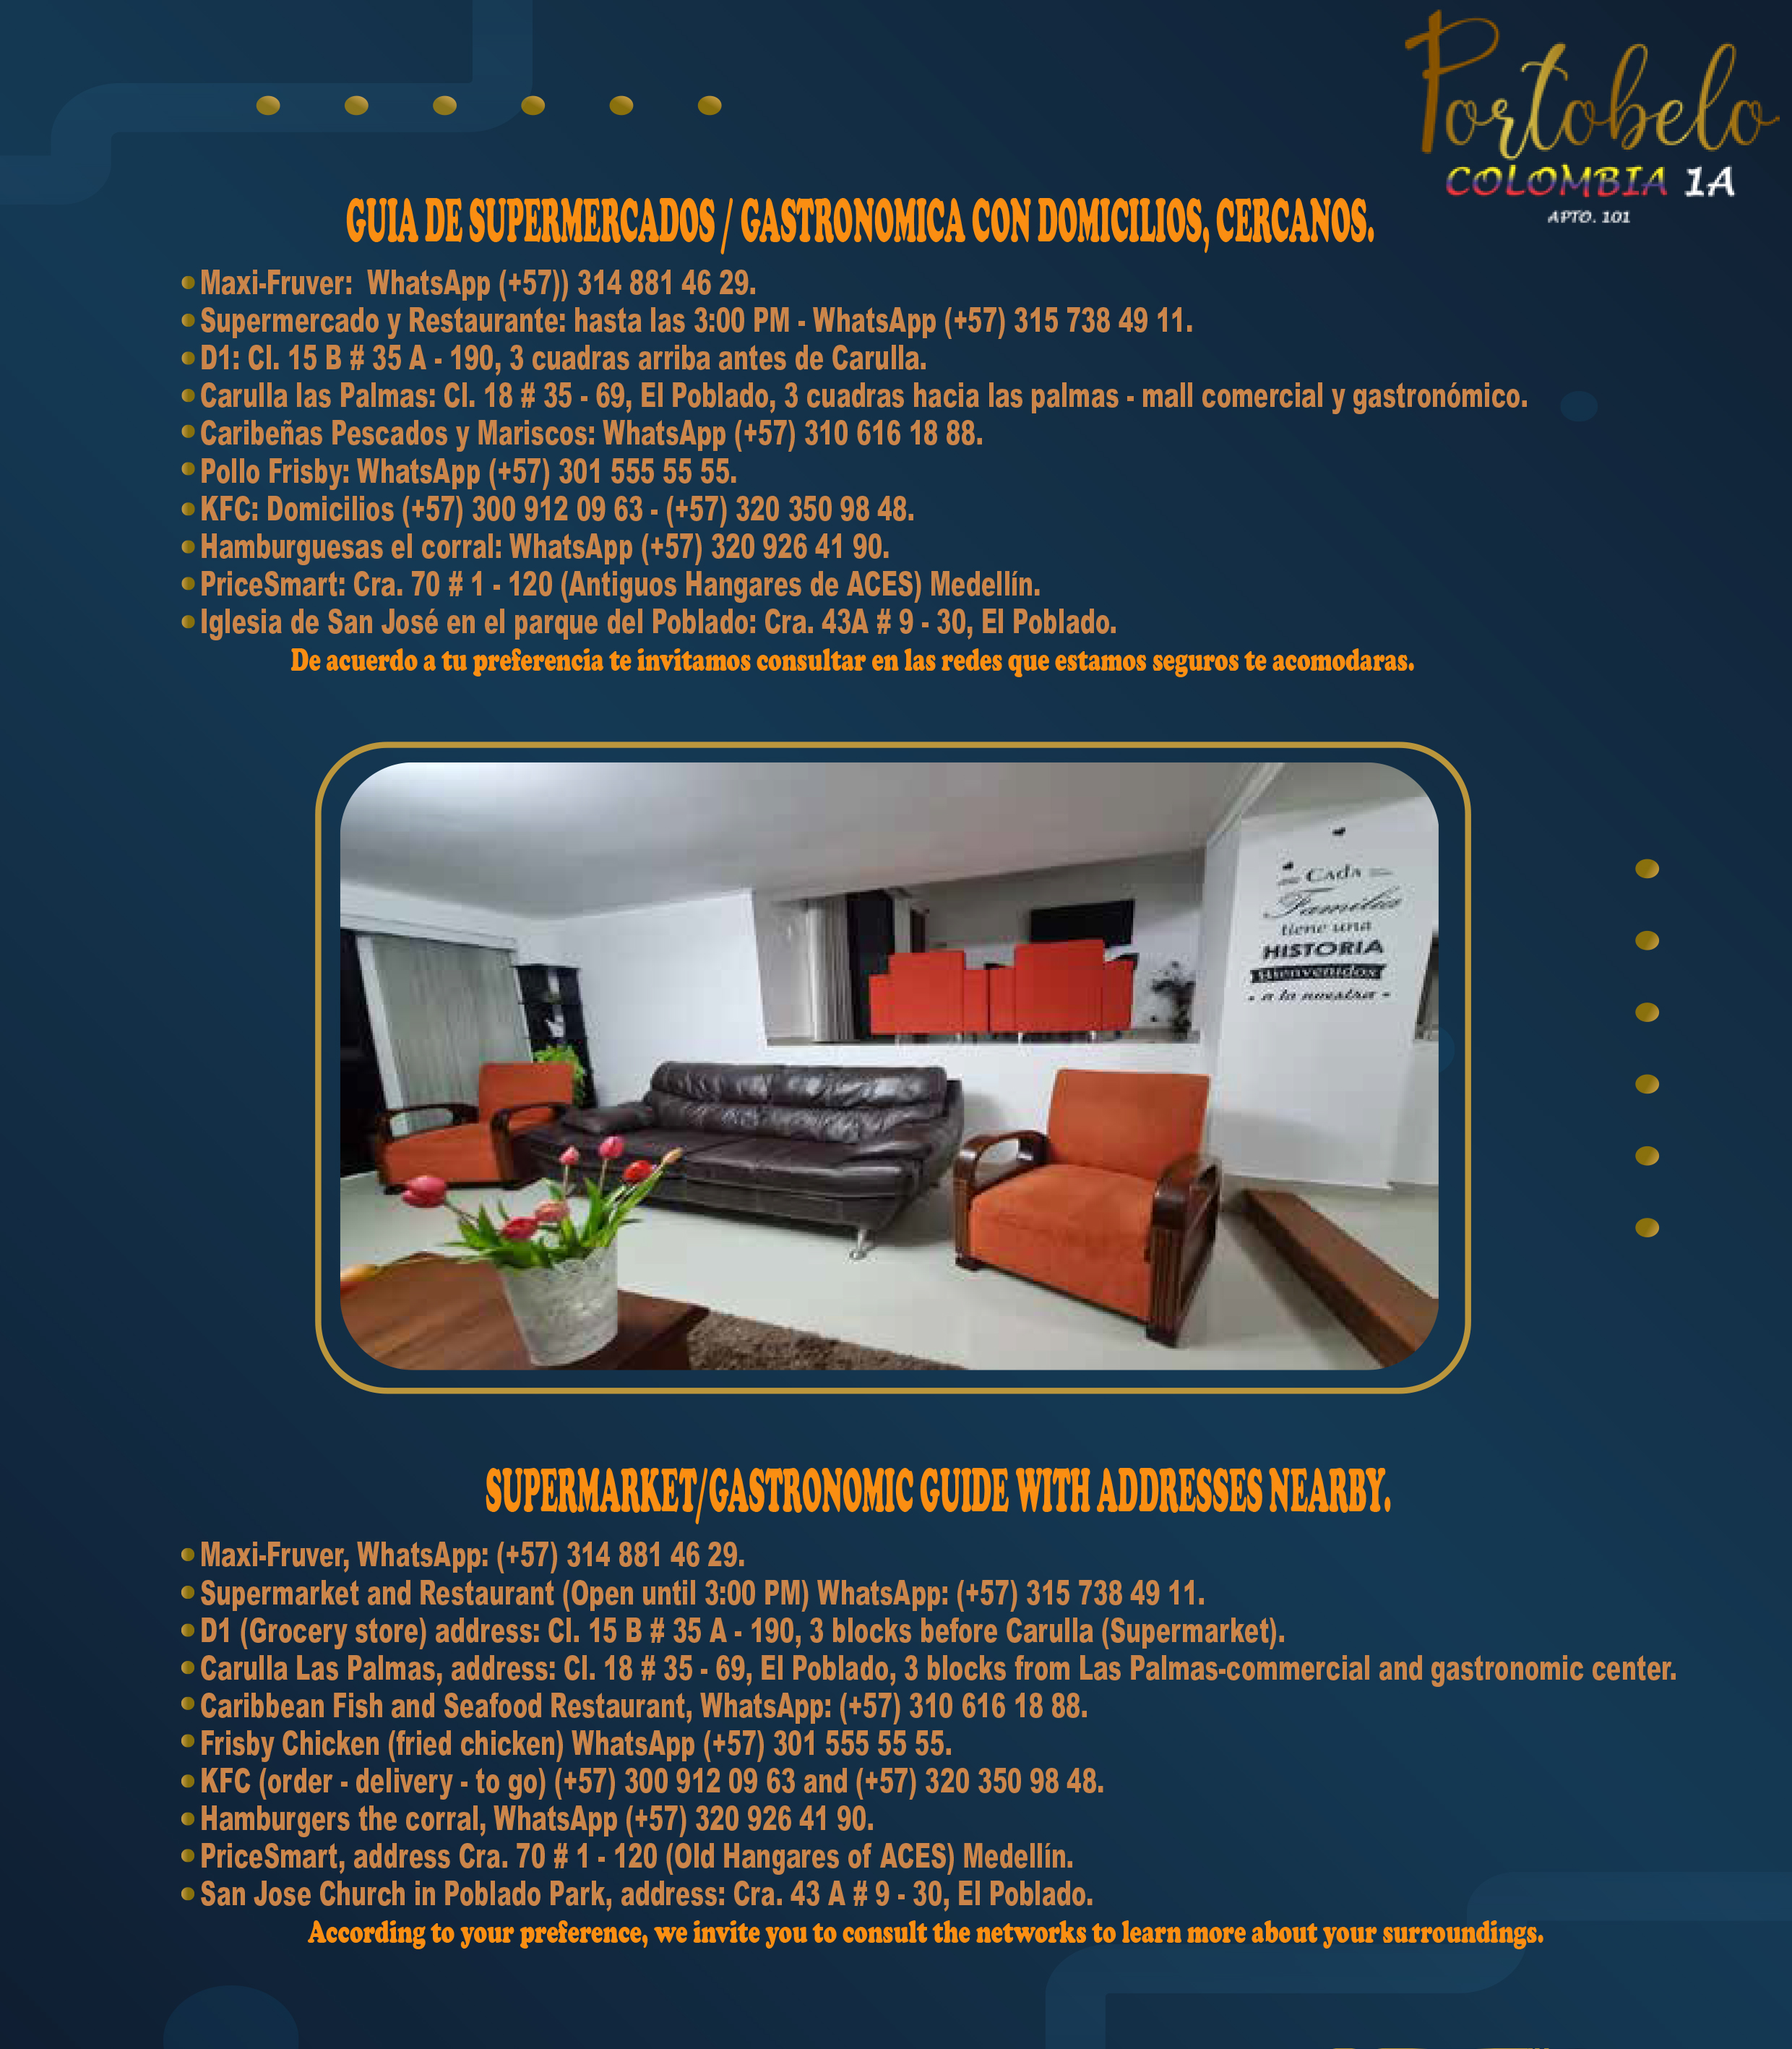 Portobelo
COLOMBIA 1A
APTO. 101
GUIA DE SUPERMERCADOS / GASTRONOMICA CON DOMICILIOS, CERCANOS.
Maxi-Fruver:  WhatsApp (+57)) 314 881 46 29.
Supermercado y Restaurante: hasta las 3:00 PM - WhatsApp (+57) 315 738 49 11.
D1: Cl. 15 B # 35 A - 190, 3 cuadras arriba antes de Carulla.
Carulla las Palmas: Cl. 18 # 35 - 69, El Poblado, 3 cuadras hacia las palmas - mall comercial y gastronómico.
Caribeñas Pescados y Mariscos: WhatsApp (+57) 310 616 18 88.
Pollo Frisby: WhatsApp (+57) 301 555 55 55.
KFC: Domicilios (+57) 300 912 09 63 - (+57) 320 350 98 48.
Hamburguesas el corral: WhatsApp (+57) 320 926 41 90.
PriceSmart: Cra. 70 # 1 - 120 (Antiguos Hangares de ACES) Medellín.
Iglesia de San José en el parque del Poblado: Cra. 43A # 9 - 30, El Poblado.
De acuerdo a tu preferencia te invitamos consultar en las redes que estamos seguros te acomodaras.
Cada
Familia
tiene una
HISTORIA
Bienvenidos
a la nuestra
SUPERMARKET/GASTRONOMIC GUIDE WITH ADDRESSES NEARBY.
Maxi-Fruver, WhatsApp: (+57) 314 881 46 29.
Supermarket and Restaurant (Open until 3:00 PM) WhatsApp: (+57) 315 738 49 11.
D1 (Grocery store) address: Cl. 15 B # 35 A - 190, 3 blocks before Carulla (Supermarket).
Carulla Las Palmas, address: Cl. 18 # 35 - 69, El Poblado, 3 blocks from Las Palmas-commercial and gastronomic center.
Caribbean Fish and Seafood Restaurant, WhatsApp: (+57) 310 616 18 88.
Frisby Chicken (fried chicken) WhatsApp (+57) 301 555 55 55.
KFC (order - delivery - to go) (+57) 300 912 09 63 and (+57) 320 350 98 48.
Hamburgers the corral, WhatsApp (+57) 320 926 41 90.
PriceSmart, address Cra. 70 # 1 - 120 (Old Hangares of ACES) Medellín.
San Jose Church in Poblado Park, address: Cra. 43 A # 9 - 30, El Poblado.
According to your preference, we invite you to consult the networks to learn more about your surroundings.